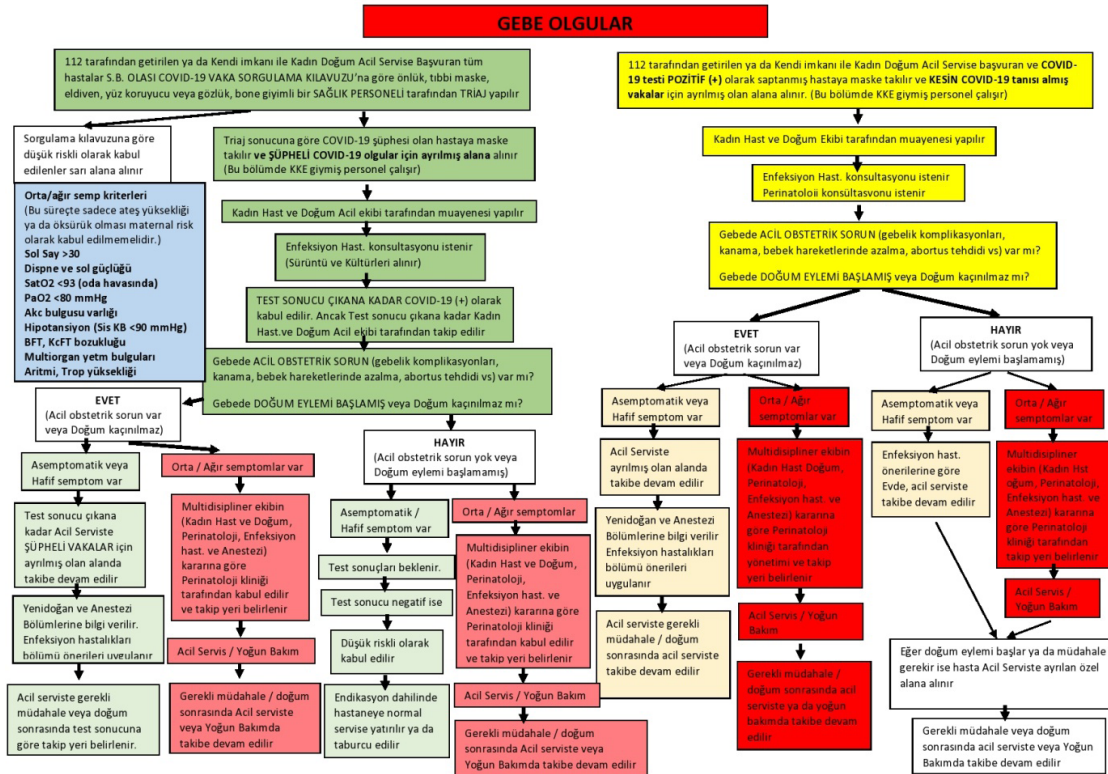 GEBE OLGULAR
112 tarafından getirilen ya da Kendi imkanı ile Kadın Doğum Acil Servise Başvuran tüm
hastalar S.B. OLASI COVID-19 VAKA SORGULAMA KILAVUZU'na göre önlük, tıbbi maske,
eldiven, yüz koruyucu veya gözlük, bone giyimli bir SAĞLIK PERSONELİ tarafından TRİAJ yapılır
Sorgulama kılavuzuna göre
düşük riskli olarak kabul
edilenler sarı alana alınır
Orta/ağır semp kriterleri
(Bu süreçte sadece ateş yüksekliği
ya da öksürük olması maternal risk
olarak kabul edilmemelidir.)
Sol Say >30
Dispne ve sol güçlüğü
SatO2 <93 (oda havasında)
PaO2 <80 mmHg
Akc bulgusu varlığı
Hipotansiyon (Sis KB <90 mmHg)
BFT, KcFT bozukluğu
Multiorgan yetm bulguları
Aritmi, Trop yüksekliği
Triaj sonucuna göre COVID-19 şüphesi olan hastaya maske
takılır ve ŞÜPHELİ COVID-19 olgular için ayrılmış alana alınır
(Bu bölümde KKE giymiş personel çalışır)
Kadın Hast ve Doğum Acil ekibi tarafından muayenesi yapılır
Enfeksiyon Hast. konsultasyonu istenir
(Sürüntü ve Kültürleri alınır)
TEST SONUCU ÇIKANA KADAR COVID-19 (+) olarak
kabul edilir. Ancak Test sonucu çıkana kadar Kadın
Hast.ve Doğum Acil ekibi tarafından takip edilir
Gebede ACİL OBSTETRİK SORUN (gebelik komplikasyonları,
kanama, bebek hareketlerinde azalma, abortus tehdidi vs) var mı?
Gebede DOĞUM EYLEMİ BAŞLAMIŞ veya Doğum kaçınılmaz mı?
EVET
(Acil obstetrik sorun var
veya Doğum kaçınılmaz)
Asemptomatik veya
Hafif semptom var
Test sonucu çıkana
kadar Acil Serviste
ŞÜPHELİ VAKALAR için
ayrılmış olan alanda
takibe devam edilir
Yenidoğan ve Anestezi
Bölümlerine bilgi verilir.
Enfeksiyon hastalıkları
bölümü önerileri uygulanır
Acil serviste gerekli
müdahale veya doğum
sonrasında test sonucuna
göre takip yeri belirlenir.
Orta / Ağır semptomlar var
Multidisipliner ekibin
(Kadın Hast ve Doğum,
Perinatoloji, Enfeksiyon
hast. ve Anestezi)
kararına göre
Perinatoloji kliniği
tarafından kabul edilir
ve takip yeri belirlenir
Acil Servis / Yoğun Bakım
Gerekli müdahale / doğum
sonrasında Acil serviste
veya Yoğun Bakımda
takibe devam edilir
HAYIR
(Acil obstetrik sorun yok veya
Doğum eylemi başlamamış)
Asemptomatik /
Hafif semptom var
Test sonuçları beklenir.
Test sonucu negatif ise
Düşük riskli olarak
kabul edilir
Endikasyon dahilinde
hastaneye normal
servise yatırılır ya da
taburcu edilir
Orta / Ağır semptomlar
Multidisipliner ekibin
(Kadın Hast ve Doğum,
Perinatoloji,
Enfeksiyon hast. ve
Anestezi) kararına göre
Perinatoloji kliniği
tarafından kabul edilir
ve takip yeri belirlenir
Acil Servis / Yoğun Bakım
Gerekli müdahale / doğum
sonrasında Acil serviste veya
Yoğun Bakımda takibe devam edilir
112 tarafından getirilen ya da Kendi imkanı ile Kadın Doğum Acil Servise başvuran ve COVID-
19 testi POZİTİF (+) olarak saptanmış hastaya maske takılır ve KESİN COVID-19 tanısı almış
vakalar için ayrılmış olan alana alınır. (Bu bölümde KKE giymiş personel çalışır)
Kadın Hast ve Doğum Ekibi tarafından muayenesi yapılır
Enfeksiyon Hast. konsultasyonu istenir
Perinatoloji konsültasvonu istenir
Gebede ACİL OBSTETRİK SORUN (gebelik komplikasyonları,
kanama, bebek hareketlerinde azalma, abortus tehdidi vs) var mı?
Gebede DOĞUM EYLEMİ BAŞLAMIŞ veya Doğum kaçınılmaz mı?
EVET
(Acil obstetrik sorun var
veya Doğum kaçınılmaz)
Asemptomatik veya
Hafif semptom var
Acil Serviste
ayrılmış olan alanda
takibe devam edilir
Yenidoğan ve Anestezi
Bölümlere bilgi verilir
Enfeksiyon hastalıkları
bölümü önerileri
uygulanır
Acil serviste gerekli
müdahale / doğum
sonrasında acil serviste
takibe devam edilir
Orta / Ağır
semptomlar var
Multidisipliner ekibin
(Kadın Hast Doğum,
Perinatoloji,
Enfeksiyon hast. ve
Anestezi) kararına
göre Perinatoloji
kliniği tarafından
yönetimi ve takip
yeri belirlenir
Acil Servis / Yoğun
Bakım
Gerekli müdahale /
doğum sonrasında acil
serviste ya da yoğun
bakımda takibe devam
edilir
HAYIR
(Acil obstetrik sorun yok veya
Doğum eylemi başlamamış)
Asemptomatik veya
Hafif semptom var
Enfeksiyon hast.
önerilerine göre
Evde, acil serviste
takibe devam edilir
Orta / Ağır
semptomlar var
Multidisipliner
ekibin (Kadın Hst
oğum, Perinatoloji,
Enfeksiyon hast. ve
Anestezi) kararına
göre Perinatoloji
kliniği tarafından
takip yeri belirlenir
Acil Servis /
Yoğun Bakım
Eğer doğum eylemi başlar ya da müdahale
gerekir ise hasta Acil Serviste ayrılan özel
alana alınır
Gerekli müdahale veya doğum
sonrasında acil serviste veya Yoğun
Bakımda takibe devam edilir